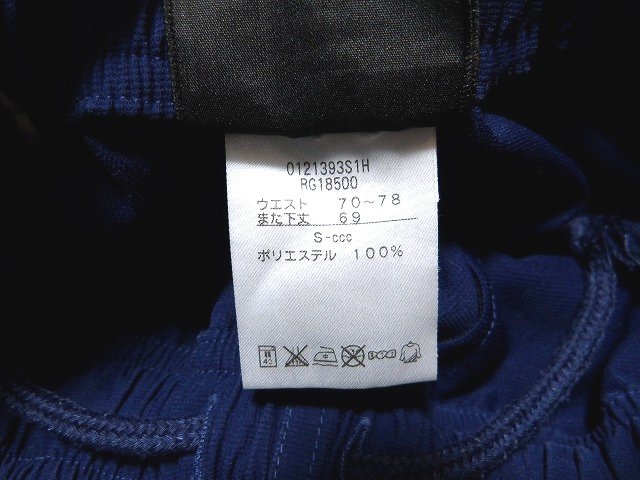 0121393S1H
RG18500
ウエスト 70~78
また下丈 69
S-ccc
ポリエステル 100%